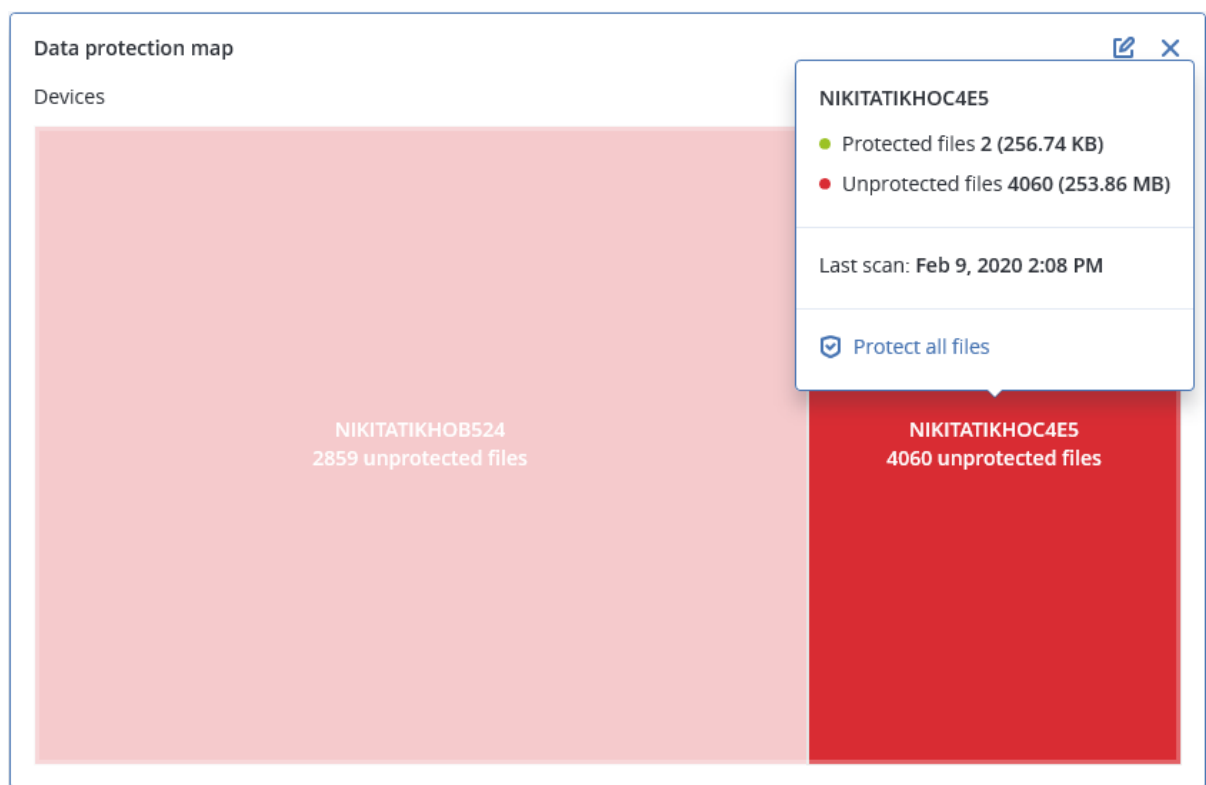 Data protection map
Devices
NIKITATIKHOC4E5
Protected files 2 (256.74 KB)
Unprotected files 4060 (253.86 MB)
Last scan: Feb 9, 2020 2:08 PM
Protect all files
NIKITATIKHOB524
2859 unprotected files
NIKITATIKHOC4E5
4060 unprotected files